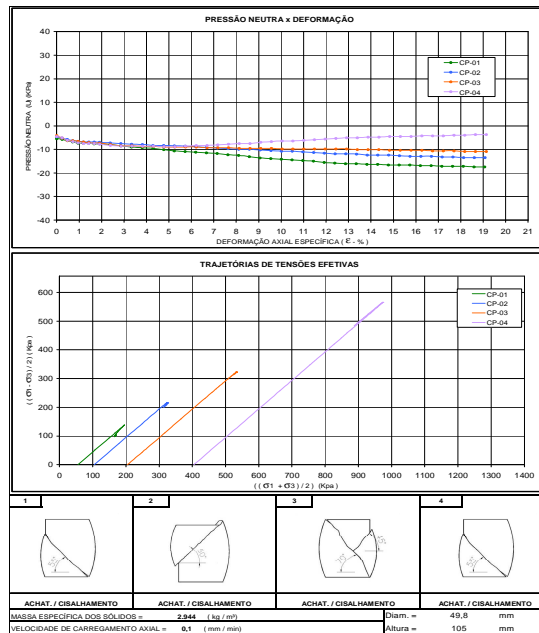 PRESSÃO NEUTRA x DEFORMAÇÃO
PRESSÃO NEUTRA (U) (KPa)
40
30
20
10
0
-10
-20
-30
-40
CP-01
CP-02
CP-03
CP-04
0 1 2 3 4 5 6 7 8 9 10 11 12 13 14 15 16 17 18 19 20 21
DEFORMAÇÃO AXIAL ESPECÍFICA ( ε - % )
TRAJETÓRIAS DE TENSÕES EFETIVAS
((σ1 - σ3) / 2) (Kpa)
600
500
400
300
200
100
0
CP-01
CP-02
CP-03
CP-04
0 100 200 300 400 500 600 700 800 900 1000 1100 1200 1300 1400
((σ1 + σ3) / 2) (Kpa)
1 2 3 4
ACHAT. / CISALHAMENTO ACHAT. / CISALHAMENTO ACHAT. / CISALHAMENTO ACHAT. / CISALHAMENTO
MASSA ESPECÍFICA DOS SÓLIDOS = 2.944 ( kg / m³) Diam. = 49,8 mm
VELOCIDADE DE CARREGAMENTO AXIAL = 0,1 ( mm / min) Altura = 105 mm